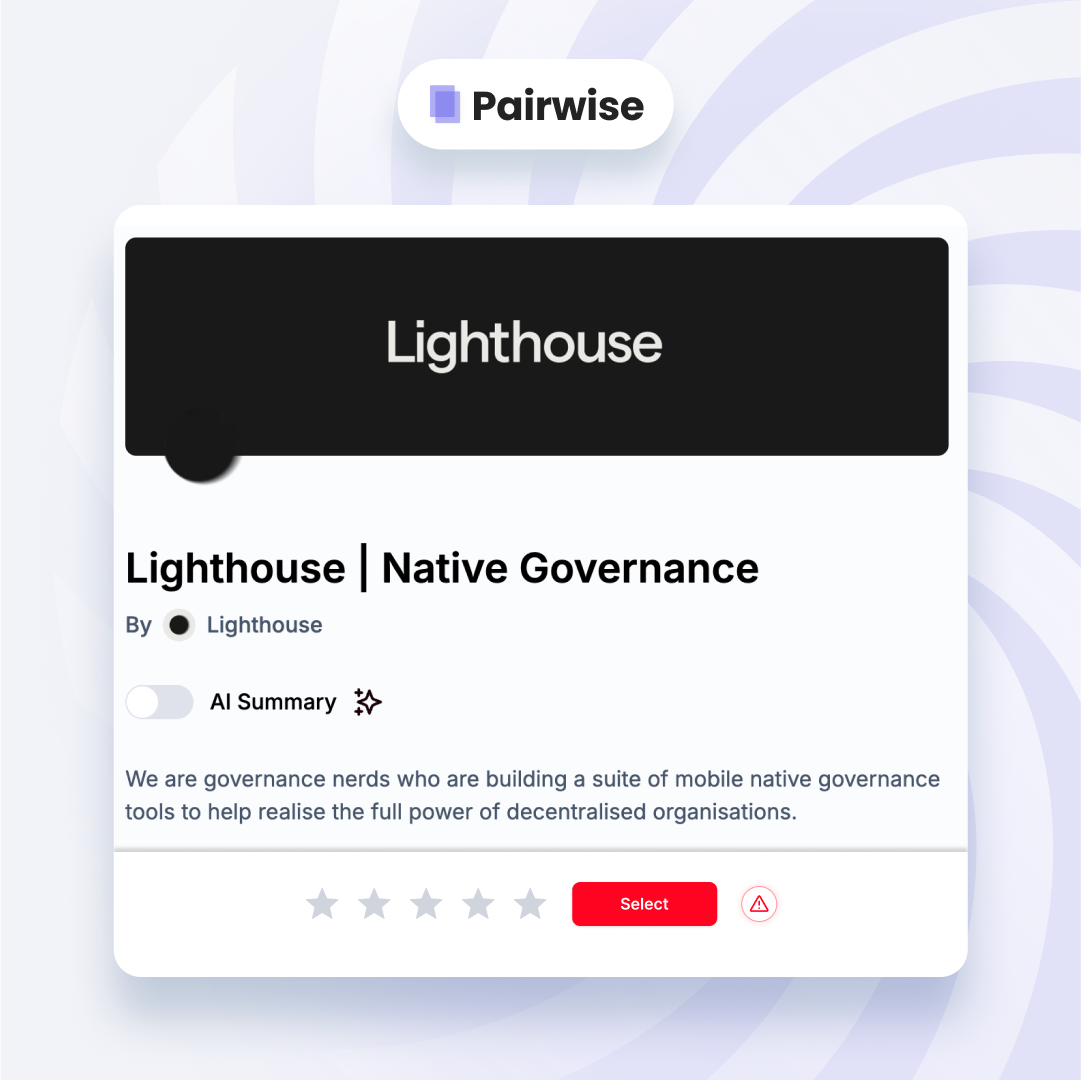 Pairwise
Lighthouse
Lighthouse | Native Governance
By Lighthouse
AI Summary
We are governance nerds who are building a suite of mobile native governance
tools to help realise the full power of decentralised organisations.
Select